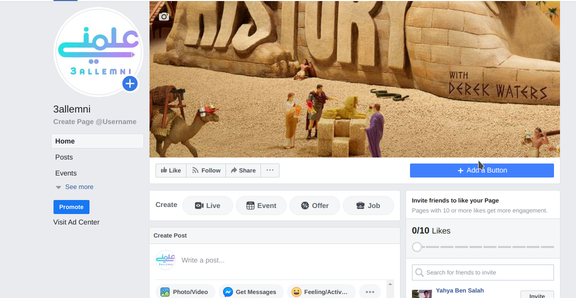 علمني
3ALLEMNI
3allemni
Create Page @Username
Home
Posts
Events
See more
Promote
Visit Ad Center
HISTORY
WITH
DEREK WATERS
Like
Follow
Share
+ Add a Button
Create
Live
Event
Offer
Job
Create Post
علمني
3ALLEMNI
Write a post...
Photo/Video
Get Messages
Feeling/Activ...
Invite friends to like your Page
Pages with 10 or more likes get more engagement.
0/10 Likes
Search for friends to invite
Yahya Ben Salah
Invite